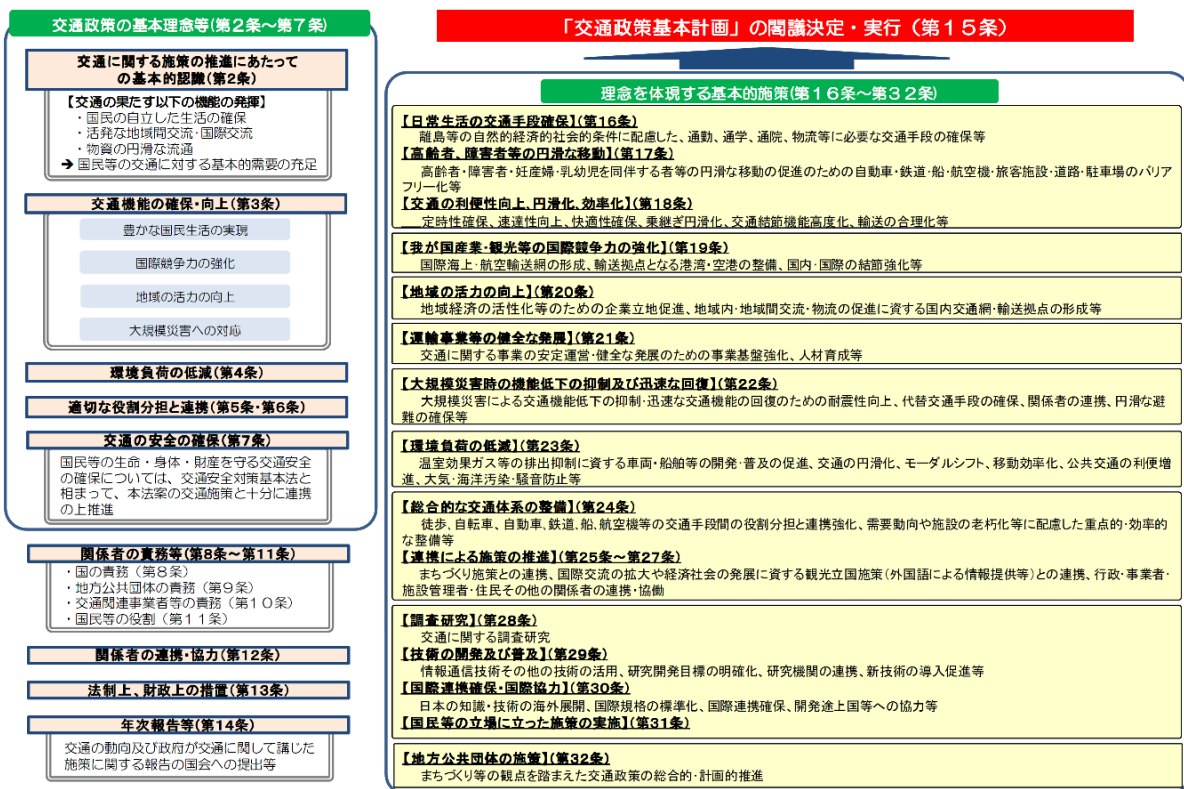 交通政策の基本理念等(第２条～第７条)
交通に関する施策の推進にあたって
の基本的認識(第2条)
【交通の果たす以下の機能の発揮】
・国民の自立した生活の確保
・活発な地域間交流・国際交流
・物資の円滑な流通
➔ 国民等の交通に対する基本的需要の充足
交通機能の確保・向上(第3条)
豊かな国民生活の実現
国際競争力の強化
地域の活力の向上
大規模災害への対応
環境負荷の低減(第4条)
適切な役割分担と連携(第5条・第6条)
交通の安全の確保(第7条)
国民等の生命・身体・財産を守る交通安全
の確保については、交通安全対策基本法と
相まって、本法案の交通施策と十分に連携
の上推進
関係者の責務等(第8条～第11条)
・国の責務（第８条）
・地方公共団体の責務（第９条）
・交通関連事業者等の責務（第１０条）
・国民等の役割（第１１条）
関係者の連携・協力(第12条)
法制上、財政上の措置(第13条)
年次報告等(第14条)
交通の動向及び政府が交通に関して講じた
施策に関する報告の国会への提出等
「交通政策基本計画」の閣議決定・実行（第１５条）
理念を体現する基本的施策(第１６条～第３２条)
【日常生活の交通手段確保】(第16条)
離島等の自然的経済的社会的条件に配慮した、通勤、通学、通院、物流等に必要な交通手段の確保等
【高齢者、障害者等の円滑な移動】(第17条)
高齢者・障害者・妊産婦・乳幼児を同伴する者等の円滑な移動の促進のための自動車・鉄道・船・航空機・旅客施設・道路・駐車場のバリア
フリー化等
【交通の利便性向上、円滑化、効率化】(第18条)
定時性確保、速達性向上、快適性確保、乗継ぎ円滑化、交通結節機能高度化、輸送の合理化等
【我が国産業・観光等の国際競争力の強化】(第19条)
国際海上・航空輸送網の形成、輸送拠点となる港湾・空港の整備、国内・国際の結節強化等
【地域の活力の向上】(第20条)
地域経済の活性化等のための企業立地促進、地域内・地域間交流・物流の促進に資する国内交通網・輸送拠点の形成等
【運輸事業等の健全な発展】(第21条)
交通に関する事業の安定運営・健全な発展のための事業基盤強化、人材育成等
【大規模災害時の機能低下の抑制及び迅速な回復】(第22条)
大規模災害による交通機能低下の抑制・迅速な交通機能の回復のための耐震性向上、代替交通手段の確保、関係者の連携、円滑な避
難の確保等
【環境負荷の低減】(第23条)
温室効果ガス等の排出抑制に資する車両・船舶等の開発・普及の促進、交通の円滑化、モーダルシフト、移動効率化、公共交通の利便増
進、大気・海洋汚染・騒音防止等
【総合的な交通体系の整備】(第24条)
徒歩、自転車、自動車、鉄道、船、航空機等の交通手段間の役割分担と連携強化、需要動向や施設の老朽化等に配慮した重点的・効率的
な整備等
【連携による施策の推進】(第25条～第27条)
まちづくり施策との連携、国際交流の拡大や経済社会の発展に資する観光立国施策(外国語による情報提供等)との連携、行政・事業者・
施設管理者・住民その他の関係者の連携・協働
【調査研究】(第28条)
交通に関する調査研究
【技術の開発及び普及】(第29条)
情報通信技術その他の技術の活用、研究開発目標の明確化、研究機関の連携、新技術の導入促進等
【国際連携確保・国際協力】(第30条)
日本の知識・技術の海外展開、国際規格の標準化、国際連携確保、開発途上国等への協力等
【国民等の立場に立った施策の実施】(第31条)
【地方公共団体の施策】(第32条)
まちづくり等の観点を踏まえた交通政策の総合的・計画的推進